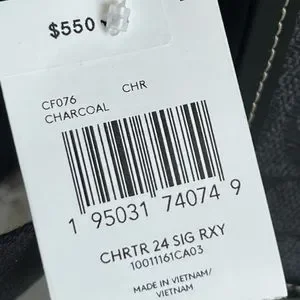 $550
CHR
CF076
CHARCOAL
1 95031 74074 9
CHRTR 24 SIG RXY
10011161CA03
MADE IN VIETNAM/
VIETNAM